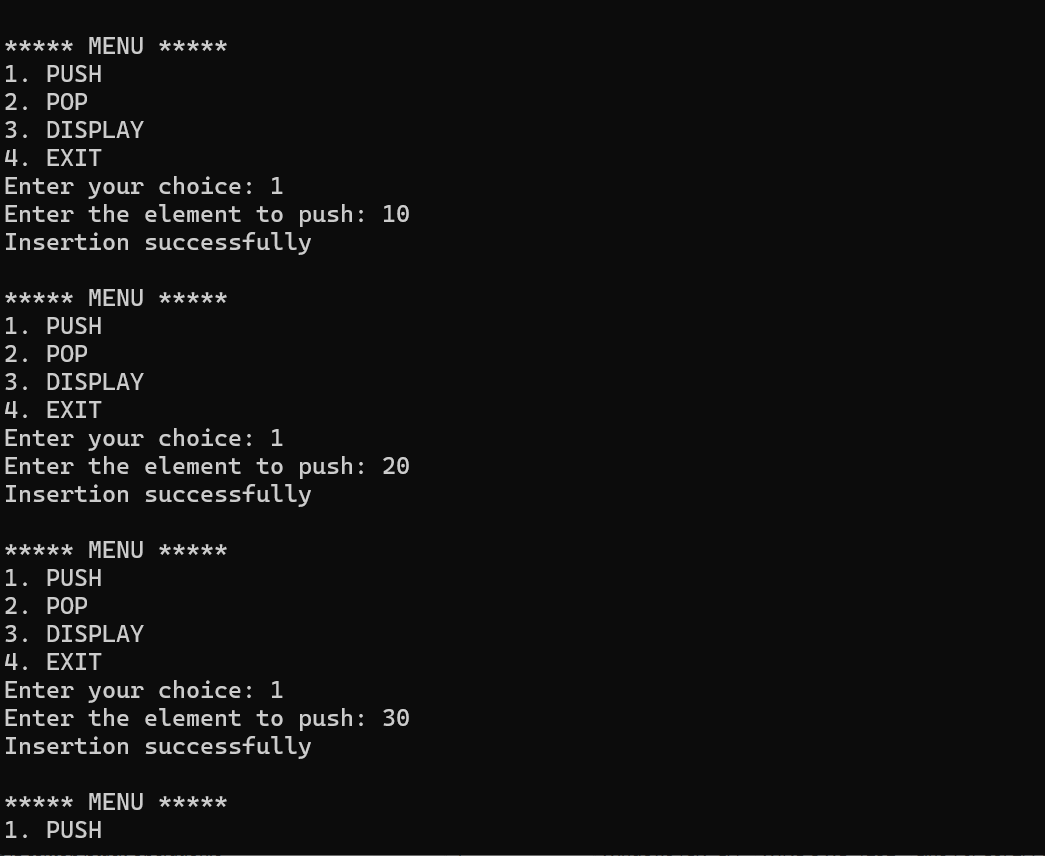 ***** MENU *****
1. PUSH
2. POP
3. DISPLAY
4. EXIT
Enter your choice: 1
Enter the element to push: 10
Insertion successfully
***** MENU *****
1. PUSH
2. POP
3. DISPLAY
4. EXIT
Enter your choice: 1
Enter the element to push: 20
Insertion successfully
***** MENU *****
1. PUSH
2. POP
3. DISPLAY
4. EXIT
Enter your choice: 1
Enter the element to push: 30
Insertion successfully
***** MENU *****
1. PUSH